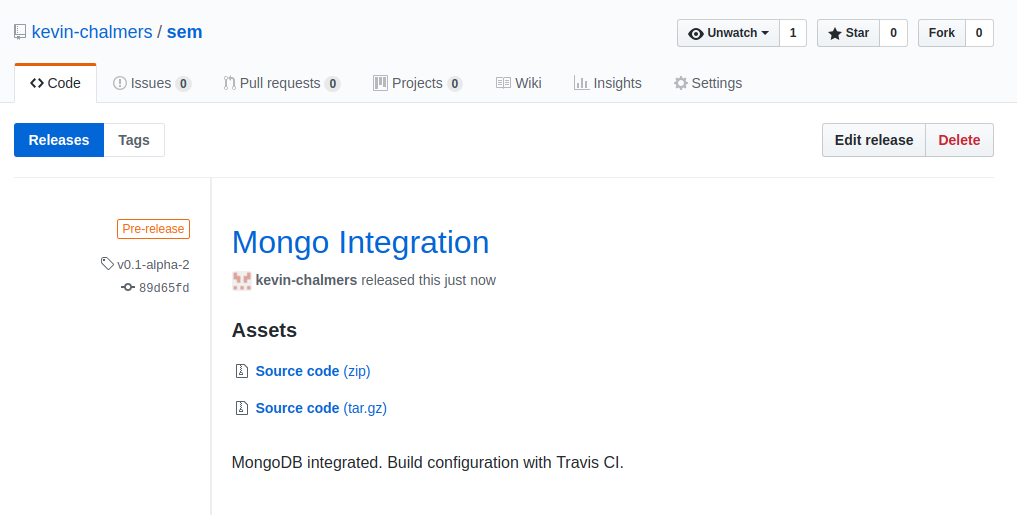 kevin-chalmers / sem
Unwatch 1 Star 0 Fork 0
Code Issues 0 Pull requests 0 Projects 0 Wiki Insights Settings
Releases Tags Edit release Delete
Pre-release
Mongo Integration
v0.1-alpha-2
kevin-chalmers released this just now
89d65fd
Assets
Source code (zip)
Source code (tar.gz)
MongoDB integrated. Build configuration with Travis CI.